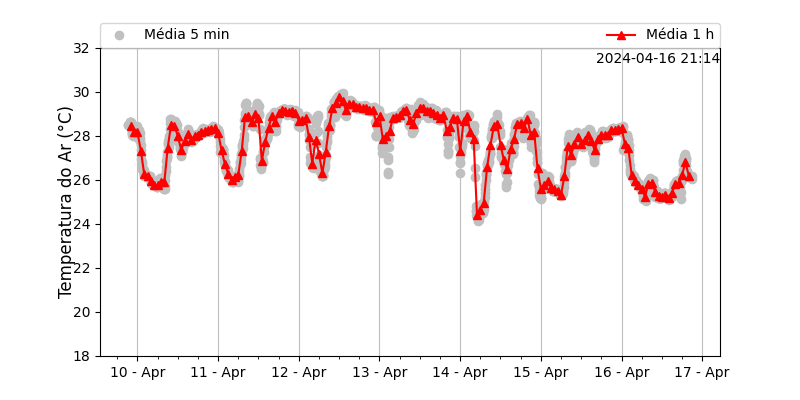 Média 5 min
Média 1 h
2024-04-16 21:14
Temperatura do Ar (°C)
32
30
28
26
24
22
20
18
10 - Apr
11 - Apr
12 - Apr
13 - Apr
14 - Apr
15 - Apr
16 - Apr
17 - Apr